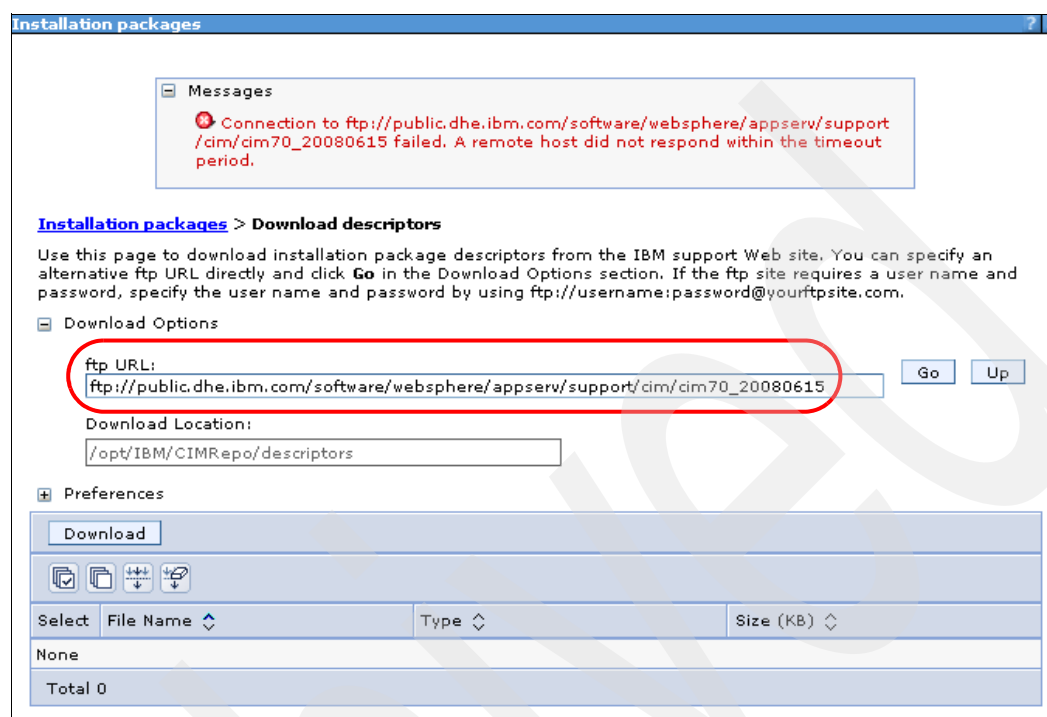 Installation packages ?
Messages
Connection to ftp://public.dhe.ibm.com/software/websphere/appserv/support
/cim/cim70_20080615 failed. A remote host did not respond within the timeout
period.
Installation packages > Download descriptors
Use this page to download installation package descriptors from the IBM support Web site. You can specify an
alternative ftp URL directly and click Go in the Download Options section. If the ftp site requires a user name and
password, specify the user name and password by using ftp://username:password@yourftpsite.com.
Download Options
ftp URL:
ftp://public.dhe.ibm.com/software/websphere/appserv/support/cim/cim70_20080615 Go Up
Download Location:
/opt/IBM/CIMRepo/descriptors
Preferences
Download
Select File Name Type Size (KB)
None
Total 0